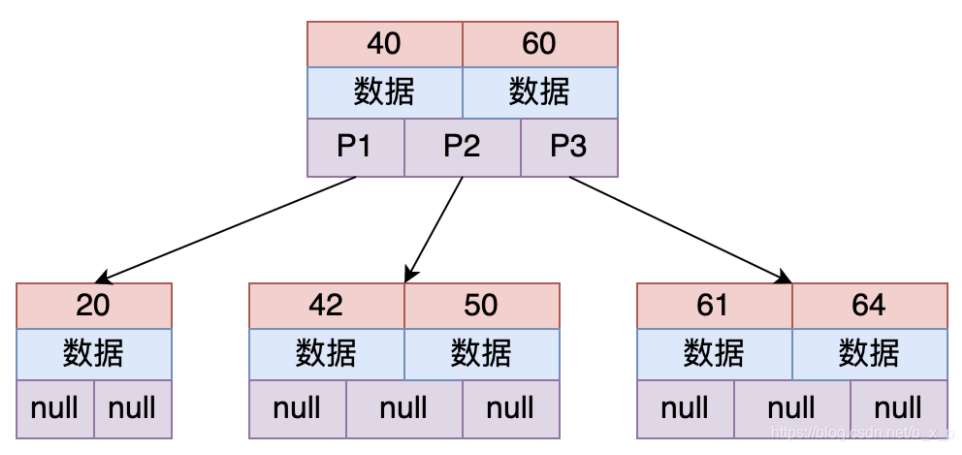 40 60
数据 数据
P1 P2 P3
20 42 50 61 64
数据 数据 数据 数据 数据
null null null null null null null null
https://blog.csdn.net/b_x_p